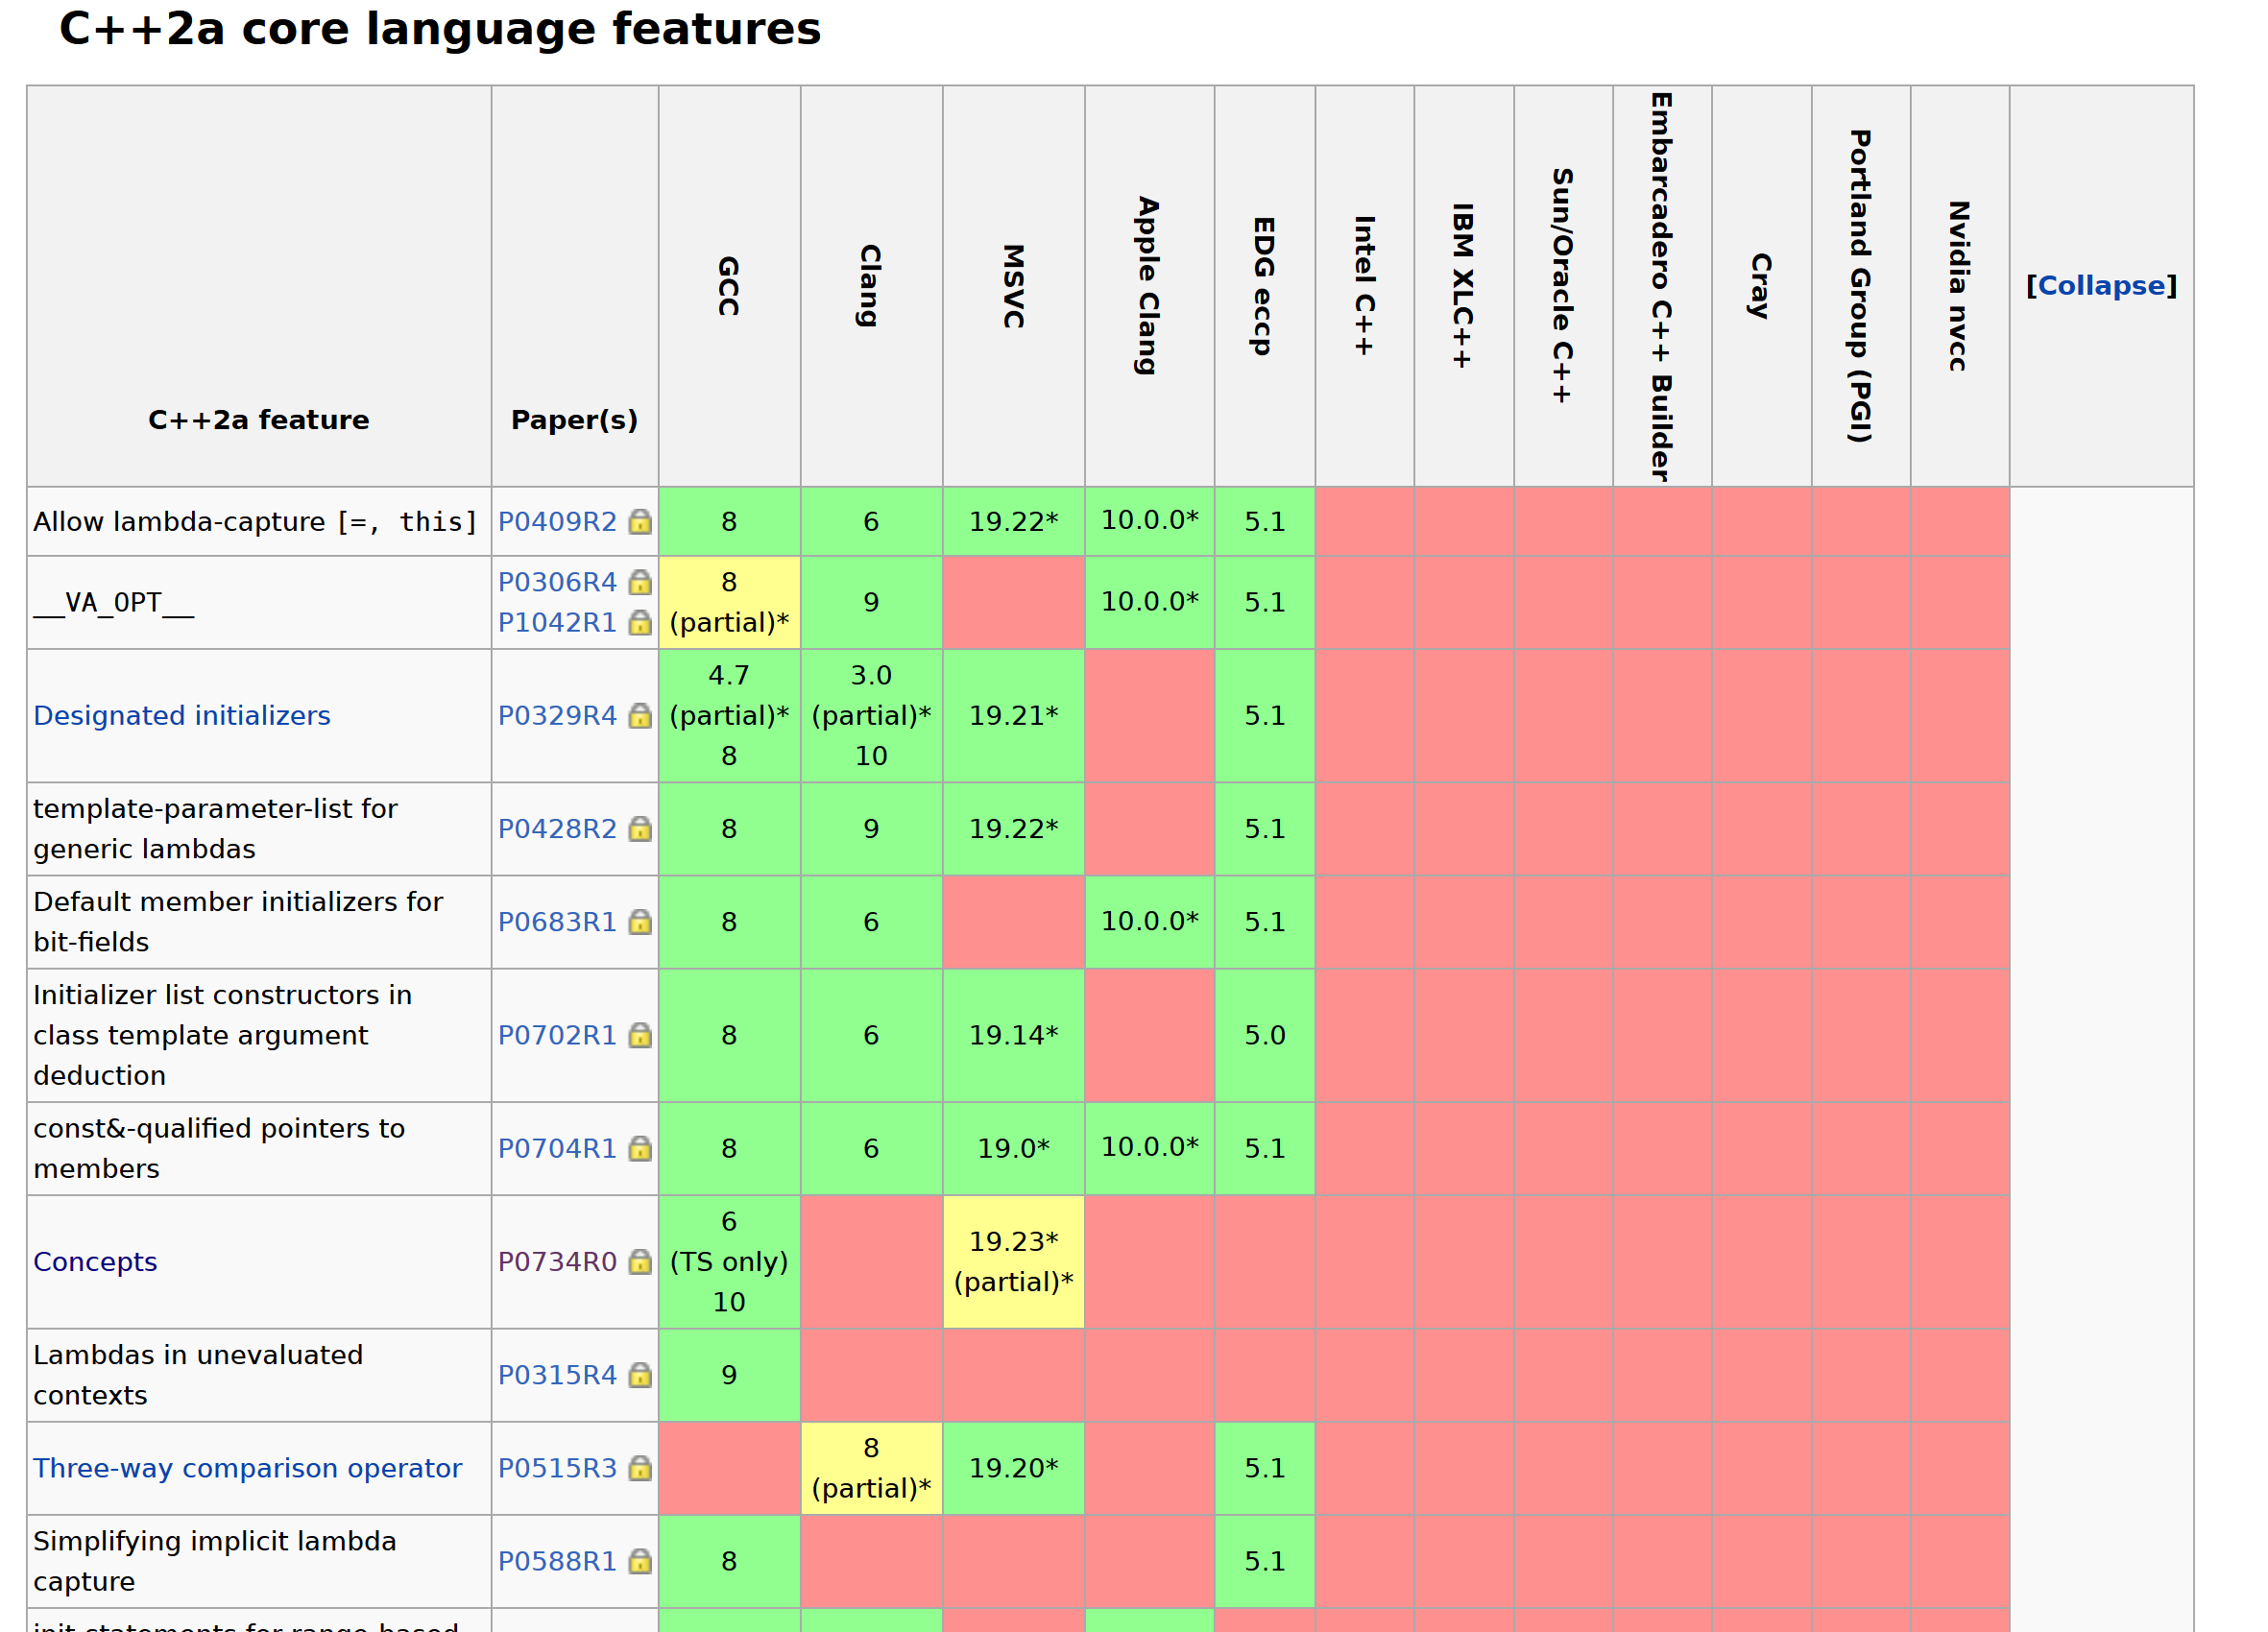 C++2a core language features
C++2a feature
Paper(s)
GCC
Clang
MSVC
Apple Clang
EDG eccp
Intel C++
IBM XLC++
Sun/Oracle C++
Embarcadero C++ Builder
Cray
Portland Group (PGI)
Nvidia nvcc
[Collapse]
Allow lambda-capture [=, this]
P0409R2
8
6
19.22*
10.0.0*
5.1
__VA_OPT__
P0306R4
P1042R1
8
(partial)*
9
10.0.0*
5.1
Designated initializers
P0329R4
4.7
(partial)*
8
3.0
(partial)*
10
19.21*
5.1
template-parameter-list for
generic lambdas
P0428R2
8
9
19.22*
5.1
Default member initializers for
bit-fields
P0683R1
8
6
10.0.0*
5.1
Initializer list constructors in
class template argument
deduction
P0702R1
8
6
19.14*
5.0
const&-qualified pointers to
members
P0704R1
8
6
19.0*
10.0.0*
5.1
Concepts
P0734R0
6
(TS only)
10
19.23*
(partial)*
Lambdas in unevaluated
contexts
P0315R4
9
Three-way comparison operator
P0515R3
8
(partial)*
19.20*
5.1
Simplifying implicit lambda
capture
P0588R1
8
5.1
init-statements for range-based